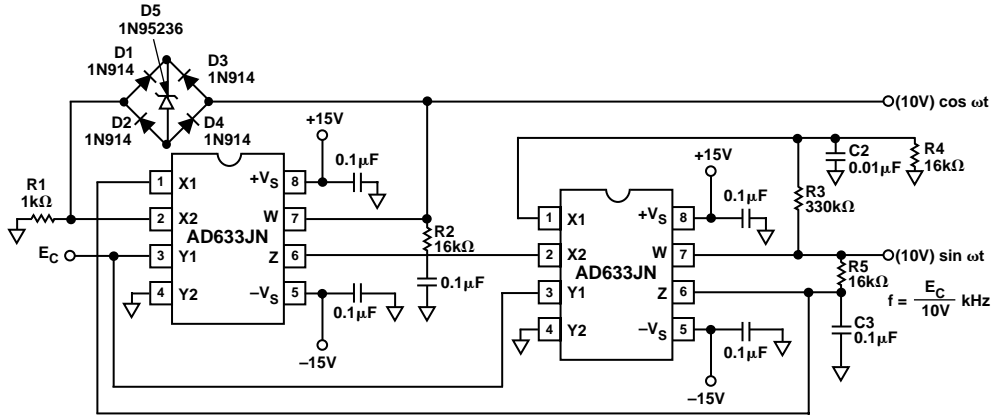 D5
1N95236
D1
1N914
D3
1N914
D2
1N914
D4
1N914
(10V) cos ωt
+15V
0.1µF
R1
1kΩ
E_C
1 X1
2 X2
3 Y1
4 Y2
AD633JN
+V_S 8
W 7
Z 6
–V_S 5
R2
16kΩ
0.1µF
0.1µF
–15V
+15V
0.1µF
1 X1
2 X2
3 Y1
4 Y2
AD633JN
+V_S 8
W 7
Z 6
–V_S 5
0.1µF
–15V
R3
330kΩ
C2
0.01µF
R4
16kΩ
(10V) sin ωt
R5
16kΩ
C3
0.1µF
f = E_C / 10V kHz